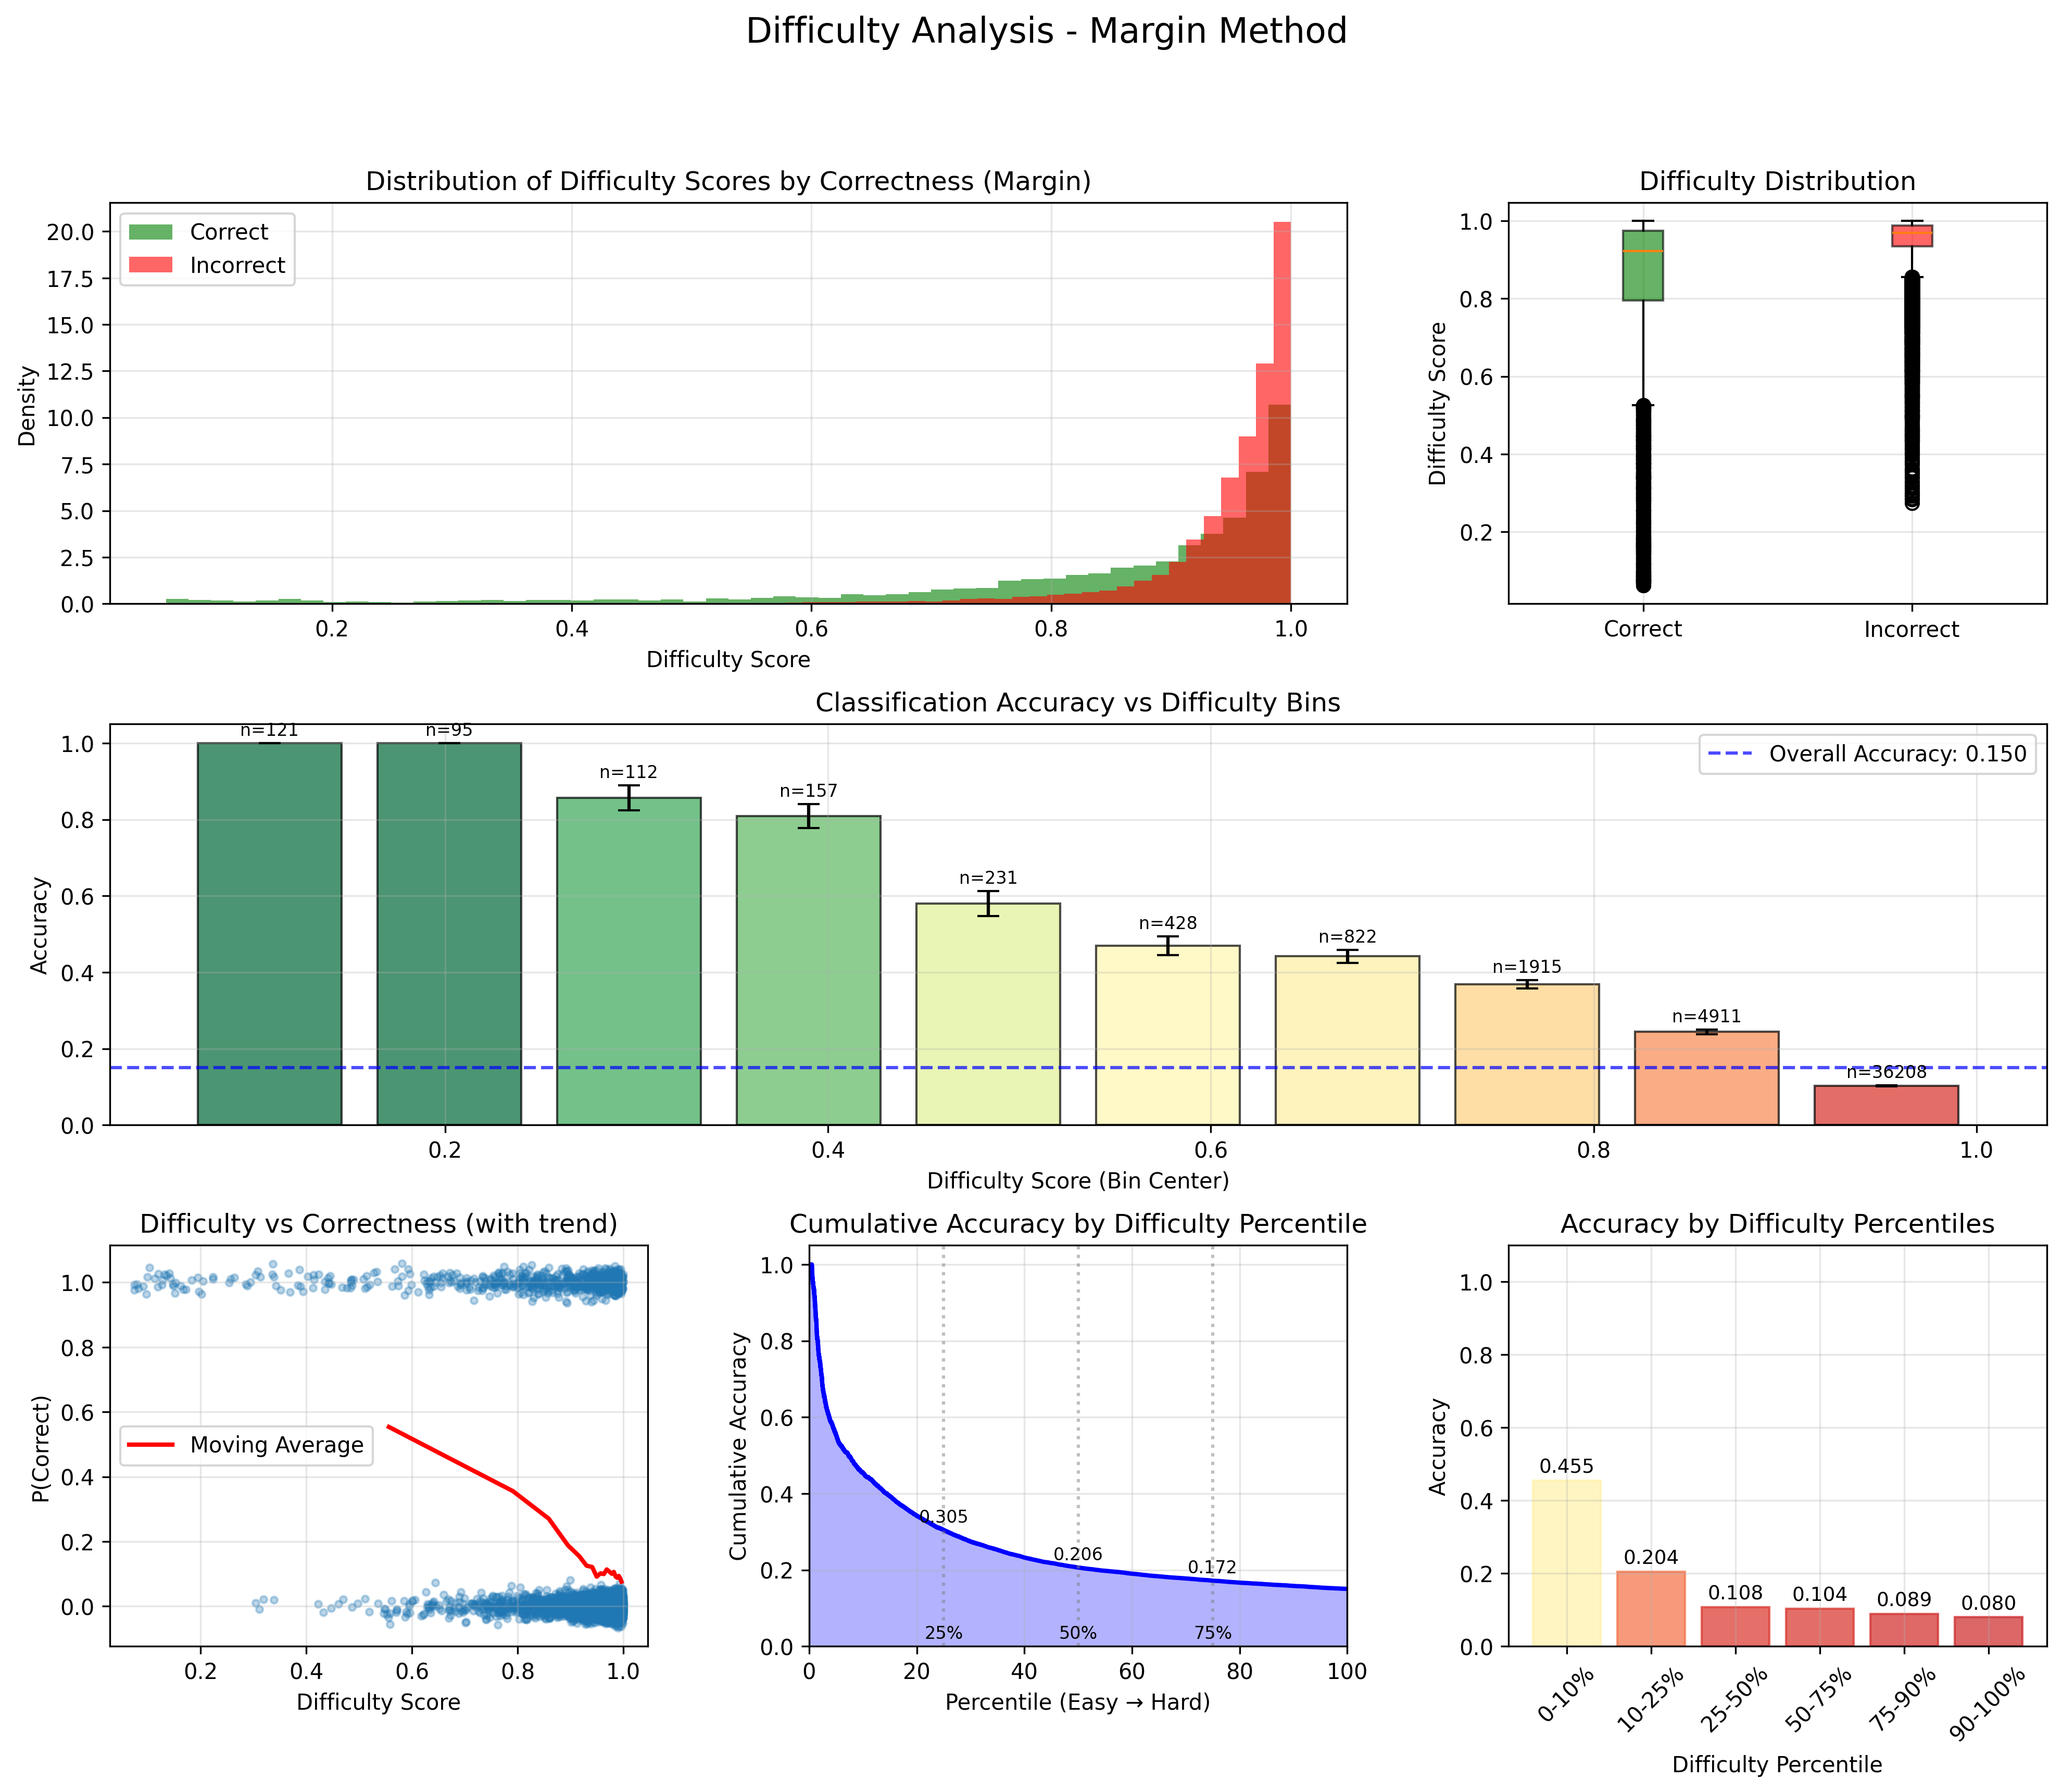 Difficulty Analysis - Margin Method
Distribution of Difficulty Scores by Correctness (Margin)
Density
20.0
17.5
15.0
12.5
10.0
7.5
5.0
2.5
0.0
Correct
Incorrect
0.2 0.4 0.6 0.8 1.0
Difficulty Score
Difficulty Distribution
Difficulty Score
1.0
0.8
0.6
0.4
0.2
Correct Incorrect
Classification Accuracy vs Difficulty Bins
Accuracy
1.0
0.8
0.6
0.4
0.2
0.0
n=121
n=95
n=112
n=157
n=231
n=428
n=822
n=1915
n=4911
n=36208
Overall Accuracy: 0.150
0.2 0.4 0.6 0.8 1.0
Difficulty Score (Bin Center)
Difficulty vs Correctness (with trend)
P(Correct)
1.0
0.8
0.6
0.4
0.2
0.0
Moving Average
0.2 0.4 0.6 0.8 1.0
Difficulty Score
Cumulative Accuracy by Difficulty Percentile
Cumulative Accuracy
1.0
0.8
0.6
0.4
0.2
0.0
0.305
0.206
0.172
25% 50% 75%
0 20 40 60 80 100
Percentile (Easy → Hard)
Accuracy by Difficulty Percentiles
Accuracy
1.0
0.8
0.6
0.4
0.2
0.0
0.455
0.204
0.108
0.104
0.089
0.080
0-10% 10-25% 25-50% 50-75% 75-90% 90-100%
Difficulty Percentile